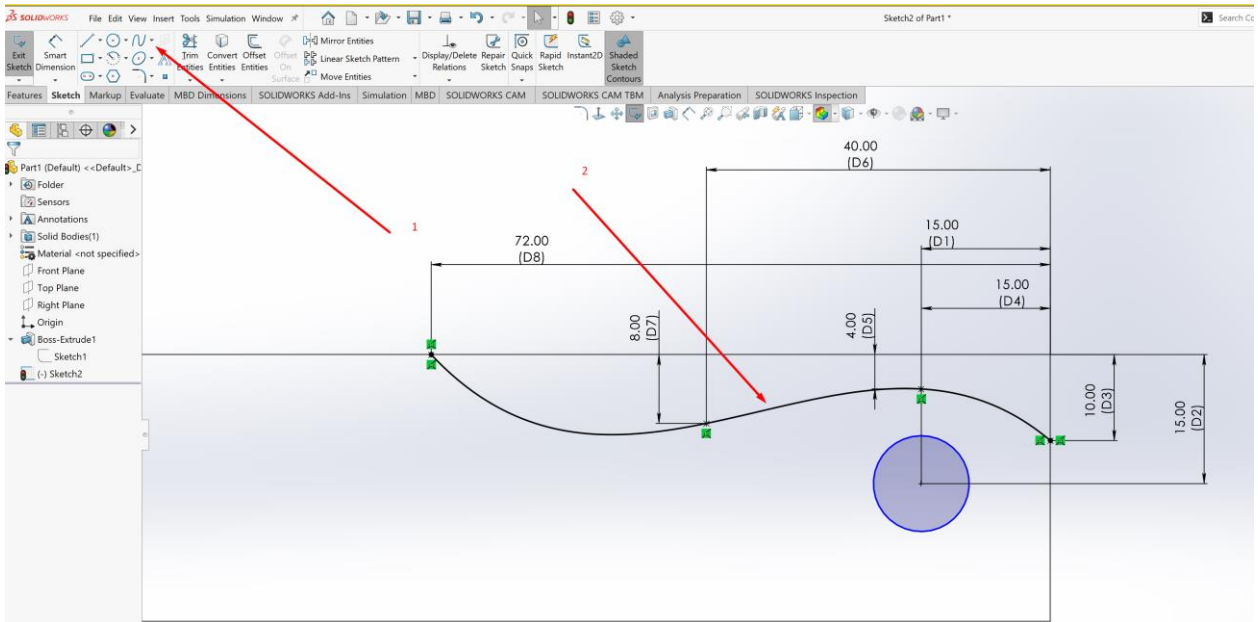 SOLIDWORKS File Edit View Insert Tools Simulation Window
Sketch2 of Part1 *
Search Co
Exit Sketch
Smart Dimension
Trim Entities
Convert Entities
Offset Entities
Offset On Surface
Mirror Entities
Linear Sketch Pattern
Move Entities
Display/Delete Relations
Repair Sketch
Quick Snaps
Rapid Sketch
Instant2D
Shaded Sketch Contours
Features Sketch Markup Evaluate MBD Dimensions SOLIDWORKS Add-Ins Simulation MBD SOLIDWORKS CAM SOLIDWORKS CAM TBM Analysis Preparation SOLIDWORKS Inspection
Part1 (Default) <<Default>_D
Folder
Sensors
Annotations
Solid Bodies(1)
Material <not specified>
Front Plane
Top Plane
Right Plane
Origin
Boss-Extrude1
Sketch1
(-) Sketch2
1
2
40.00
(D6)
15.00
(D1)
72.00
(D8)
15.00
(D4)
8.00
(D7)
4.00
(D5)
10.00
(D3)
15.00
(D2)